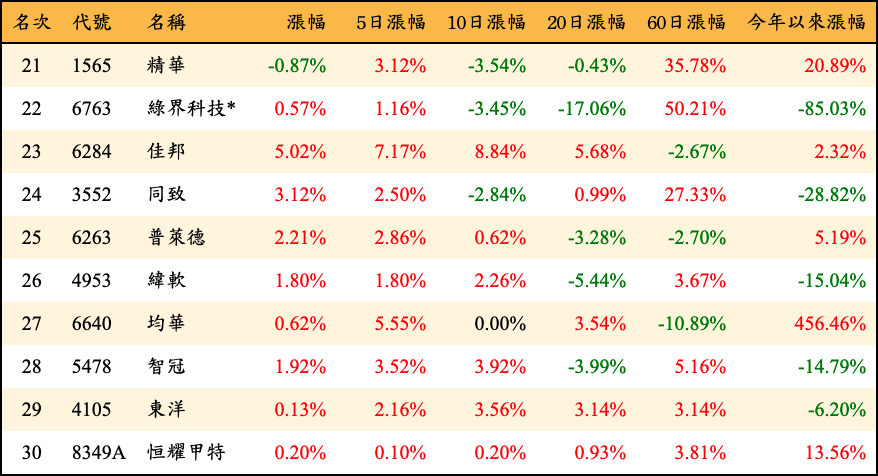 名次 代號 名稱 漲幅 5日漲幅 10日漲幅 20日漲幅 60日漲幅 今年以來漲幅
21 1565 精華 -0.87% 3.12% -3.54% -0.43% 35.78% 20.89%
22 6763 綠界科技* 0.57% 1.16% -3.45% -17.06% 50.21% -85.03%
23 6284 佳邦 5.02% 7.17% 8.84% 5.68% -2.67% 2.32%
24 3552 同致 3.12% 2.50% -2.84% 0.99% 27.33% -28.82%
25 6263 普萊德 2.21% 2.86% 0.62% -3.28% -2.70% 5.19%
26 4953 緯軟 1.80% 1.80% 2.26% -5.44% 3.67% -15.04%
27 6640 均華 0.62% 5.55% 0.00% 3.54% -10.89% 456.46%
28 5478 智冠 1.92% 3.52% 3.92% -3.99% 5.16% -14.79%
29 4105 東洋 0.13% 2.16% 3.56% 3.14% 3.14% -6.20%
30 8349A 恒耀甲特 0.20% 0.10% 0.20% 0.93% 3.81% 13.56%